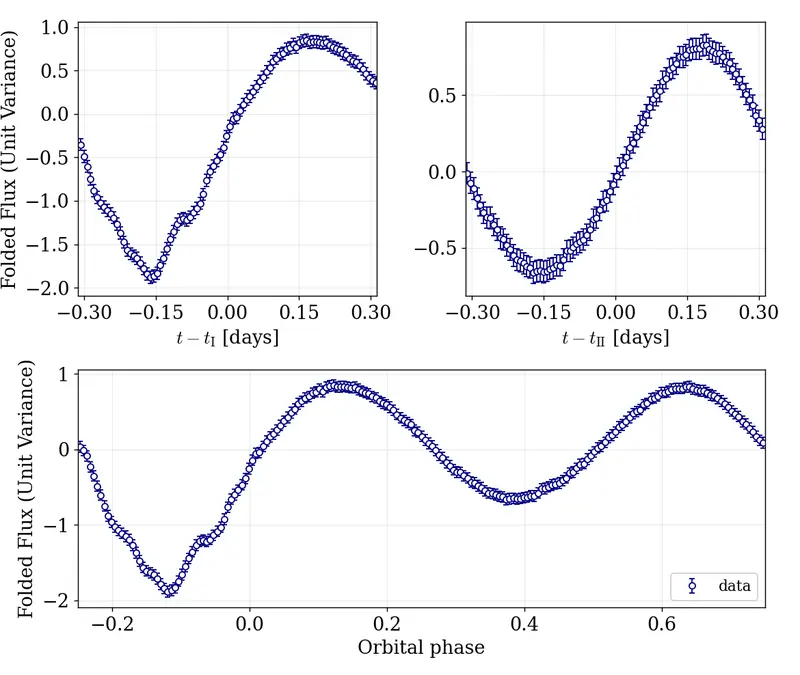 Folded Flux (Unit Variance)
1.0
0.5
0.0
−0.5
−1.0
−1.5
−2.0
−0.30 −0.15 0.00 0.15 0.30
t − tI [days]
0.5
0.0
−0.5
−0.30 −0.15 0.00 0.15 0.30
t − tII [days]
Folded Flux (Unit Variance)
1
0
−1
−2
−0.2 0.0 0.2 0.4 0.6
Orbital phase
data